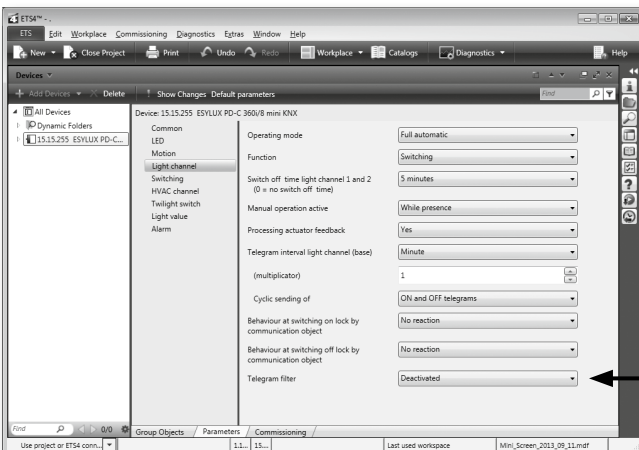 ETS4™ - .
ETS Edit Workplace Commissioning Diagnostics Extras Window Help
New Close Project Print Undo Redo Workplace Catalogs Diagnostics Help
Devices
Add Devices Delete Show Changes Default parameters Find
All Devices
Dynamic Folders
15.15.255 ESYLUX PD-C...
Device: 15.15.255 ESYLUX PD-C 360i/8 mini KNX
Common
LED
Motion
Light channel
Switching
HVAC channel
Twilight switch
Light value
Alarm
Operating mode Full automatic
Function Switching
Switch off time light channel 1 and 2 5 minutes
(0 = no switch off time)
Manual operation active While presence
Processing actuator feedback Yes
Telegram interval light channel (base) Minute
(multiplicator) 1
Cyclic sending of ON and OFF telegrams
Behaviour at switching on lock by No reaction
communication object
Behaviour at switching off lock by No reaction
communication object
Telegram filter Deactivated
Find 0/0
Group Objects Parameters Commissioning
Use project or ETS4 conn... 1.1... 15... Last used workspace Mini_Screen_2013_09_11.mdf